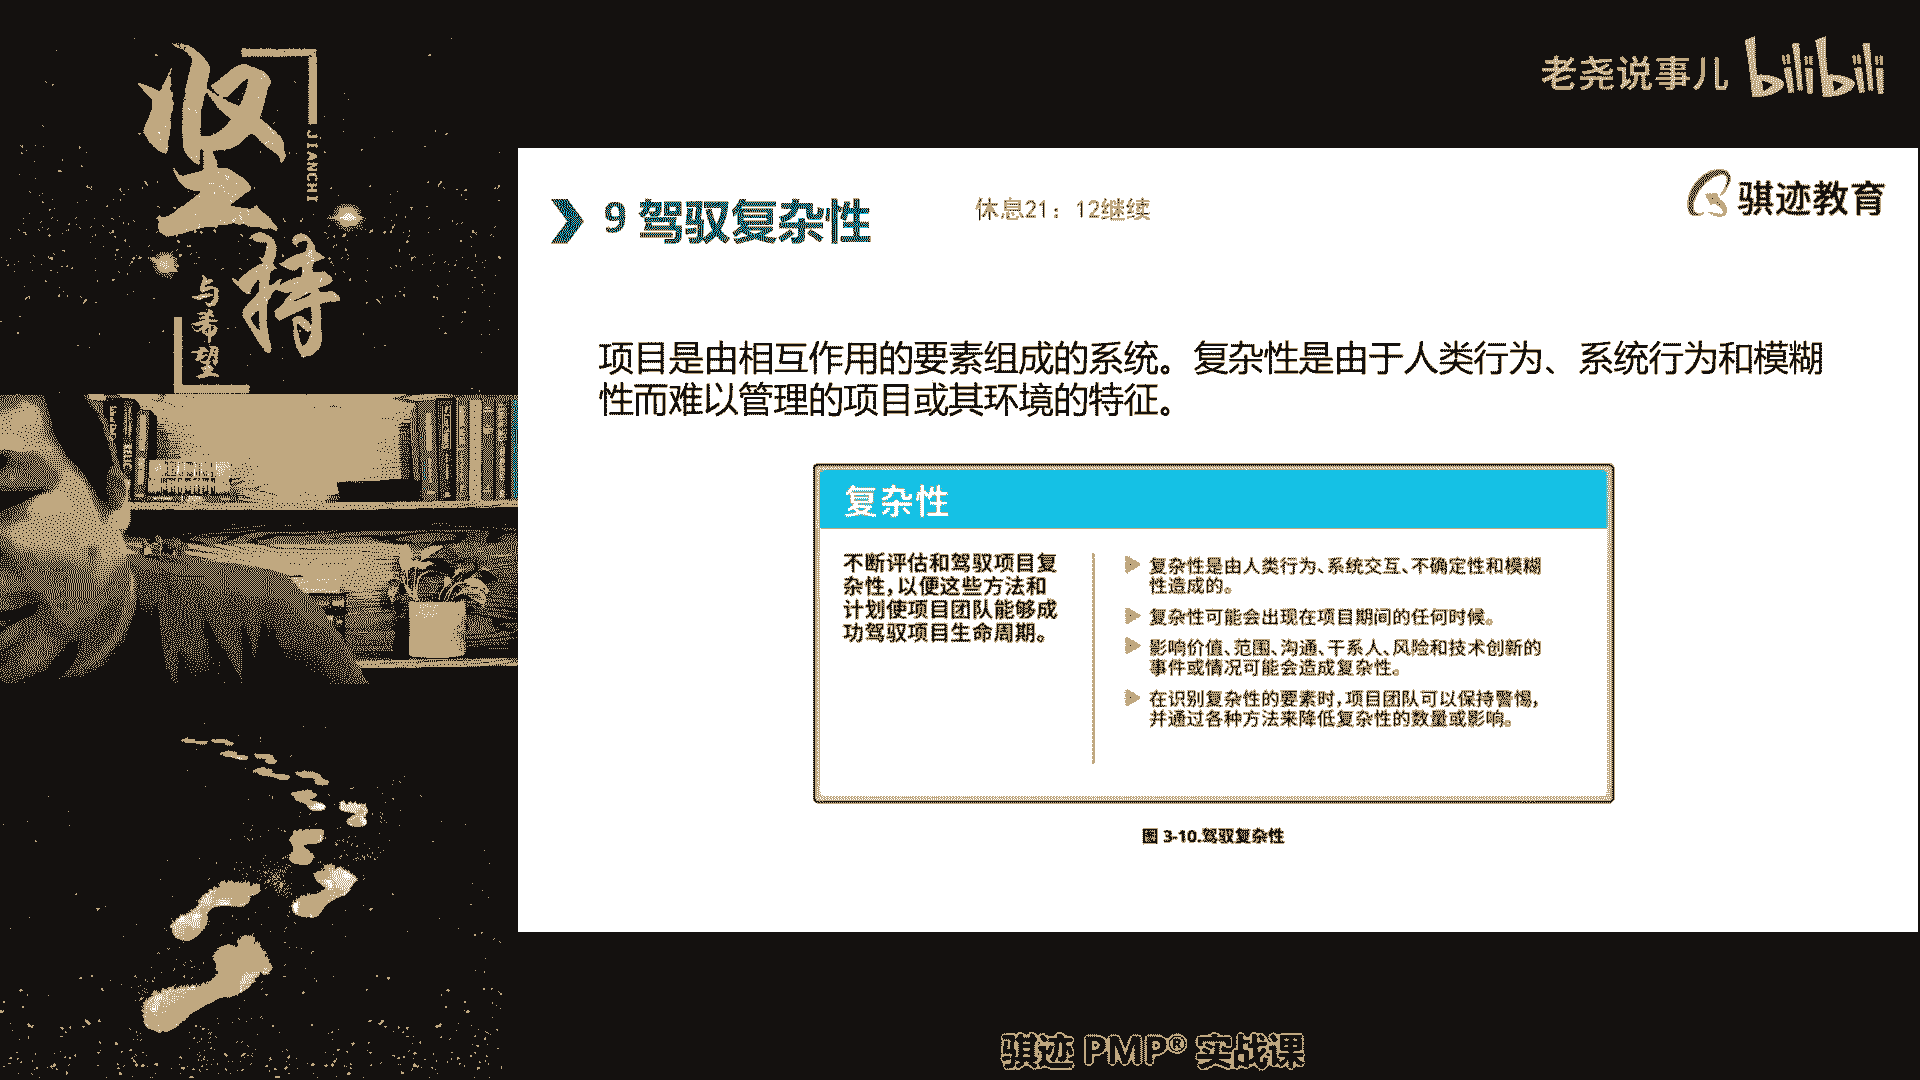 坚持
JIANCHI
与希望
老尧说事儿 bilibili
骐迹教育
9 驾驭复杂性
休息21：12继续
项目是由相互作用的要素组成的系统。复杂性是由于人类行为、系统行为和模糊
性而难以管理的项目或其环境的特征。
复杂性
不断评估和驾驭项目复
杂性，以便这些方法和
计划使项目团队能够成
功驾驭项目生命周期。
复杂性是由人类行为、系统交互、不确定性和模糊
性造成的。
复杂性可能会出现在项目期间的任何时候。
影响价值、范围、沟通、干系人、风险和技术创新的
事件或情况可能会造成复杂性。
在识别复杂性的要素时，项目团队可以保持警惕，
并通过各种方法来降低复杂性的数量或影响。
图 3-10.驾驭复杂性
骐迹 PMP® 实战课